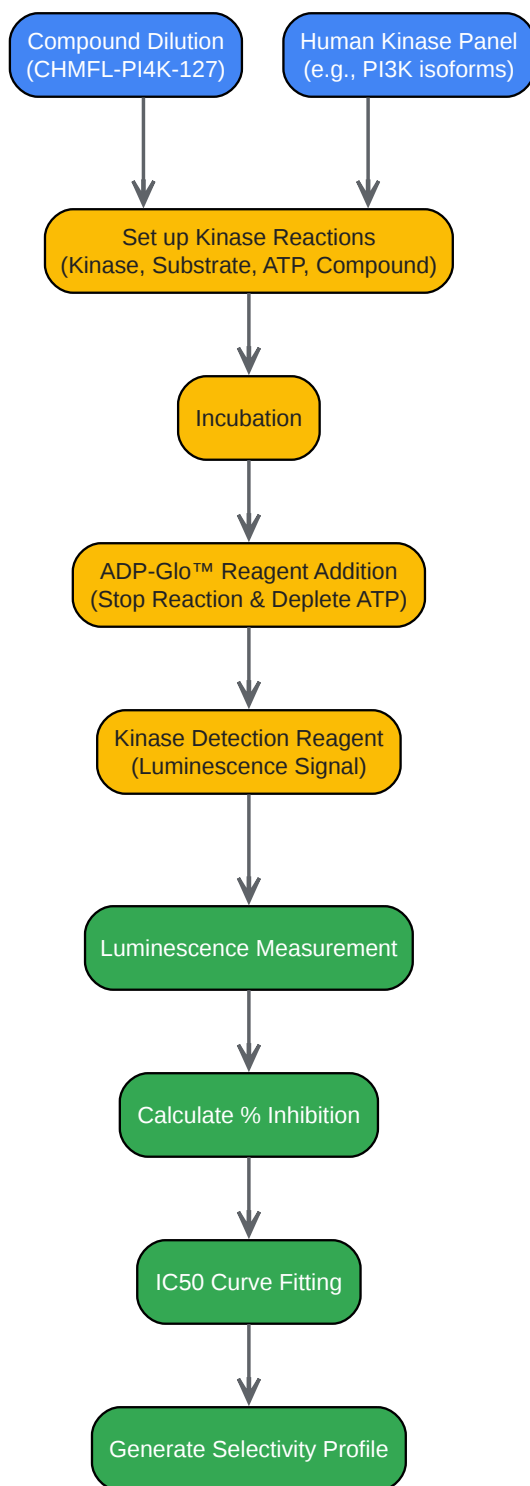 Compound Dilution
(CHMFL-PI4K-127)
Human Kinase Panel
(e.g., PI3K isoforms)
Set up Kinase Reactions
(Kinase, Substrate, ATP, Compound)
Incubation
ADP-Glo™ Reagent Addition
(Stop Reaction & Deplete ATP)
Kinase Detection Reagent
(Luminescence Signal)
Luminescence Measurement
Calculate % Inhibition
IC50 Curve Fitting
Generate Selectivity Profile